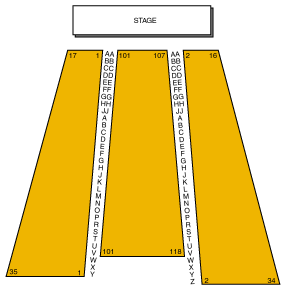 STAGE
17 1 AA 101 107 AA 2 16
BB BB
CC CC
DD DD
EE EE
FF FF
GG GG
HH HH
JJ JJ
A A
B B
C C
D D
E E
F F
G G
H H
J J
K K
L L
M M
N N
O O
P P
R R
S S
T T
U U
V V
101 118
W W
X X
35 1 Y Y
Z
2 34